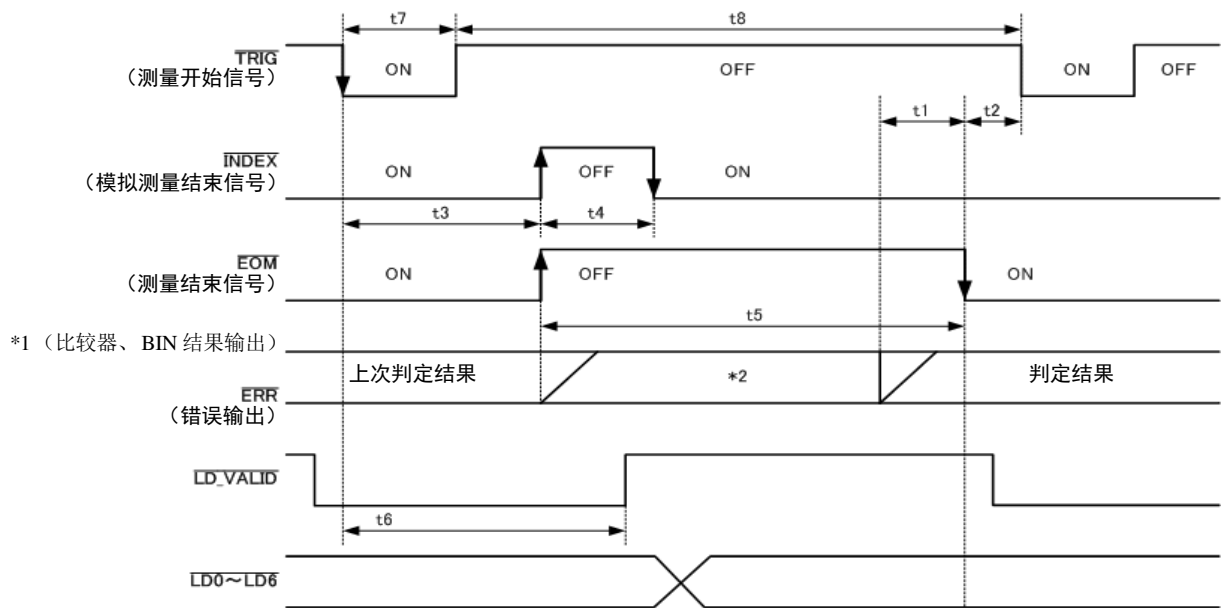 t7
t8
TRIG
（测量开始信号）
ON
OFF
ON
OFF
t1
t2
INDEX
（模拟测量结束信号）
ON
OFF
ON
t3
t4
EOM
（测量结束信号）
ON
OFF
ON
t5
*1（比较器、BIN 结果输出）
上次判定结果
*2
判定结果
ERR
（错误输出）
LD_VALID
t6
LD0～LD6